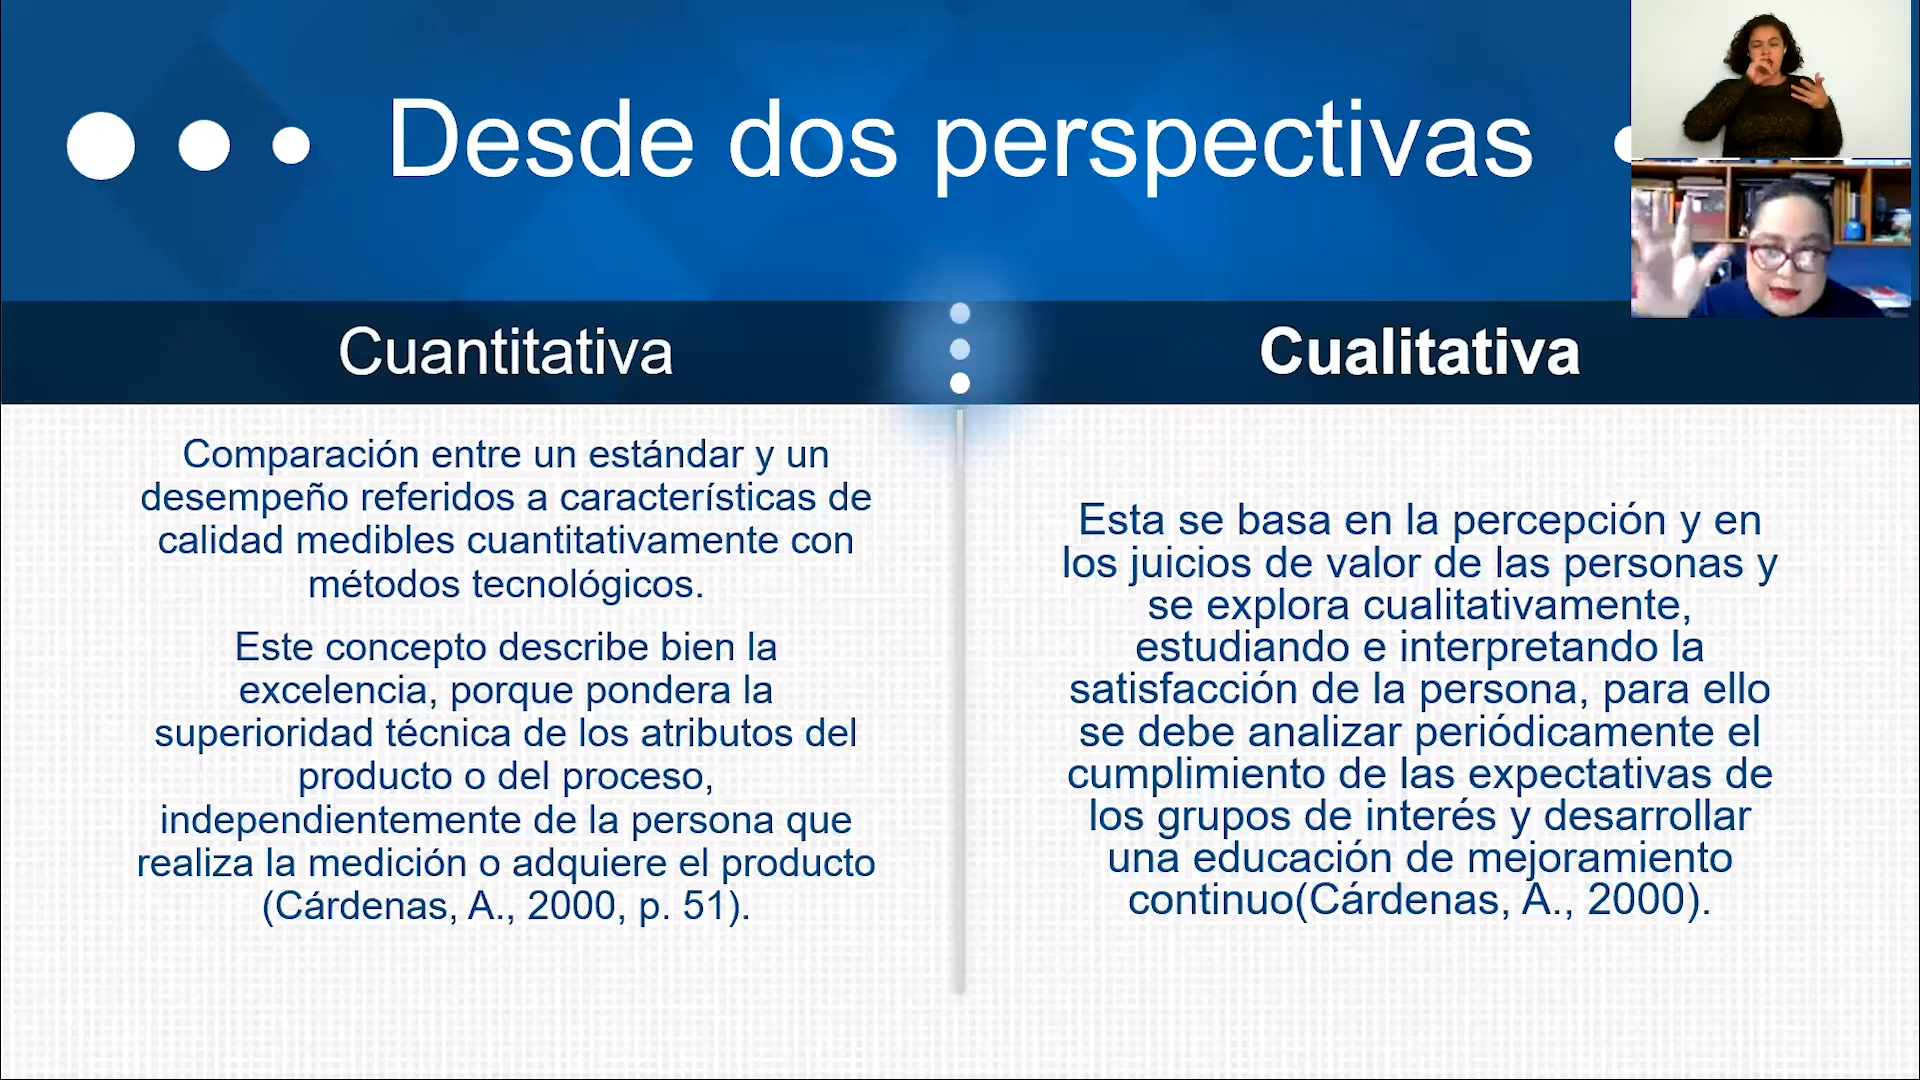 Desde dos perspectivas
Cuantitativa
Comparación entre un estándar y un
desempeño referidos a características de
calidad medibles cuantitativamente con
métodos tecnológicos.
Este concepto describe bien la
excelencia, porque pondera la
superioridad técnica de los atributos del
producto o del proceso,
independientemente de la persona que
realiza la medición o adquiere el producto
(Cárdenas, A., 2000, p. 51).
Cualitativa
Esta se basa en la percepción y en
los juicios de valor de las personas y
se explora cualitativamente,
estudiando e interpretando la
satisfacción de la persona, para ello
se debe analizar periódicamente el
cumplimiento de las expectativas de
los grupos de interés y desarrollar
una educación de mejoramiento
continuo(Cárdenas, A., 2000).